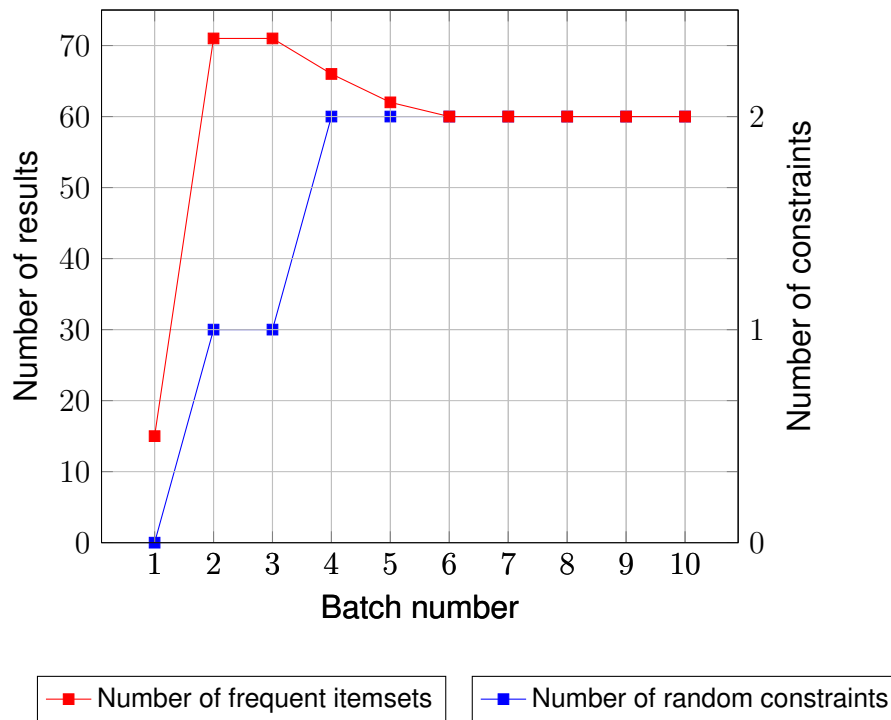 70
60
50
40
30
20
10
0
Number of results
2
1
0
Number of constraints
1 2 3 4 5 6 7 8 9 10
Batch number
Number of frequent itemsets
Number of random constraints